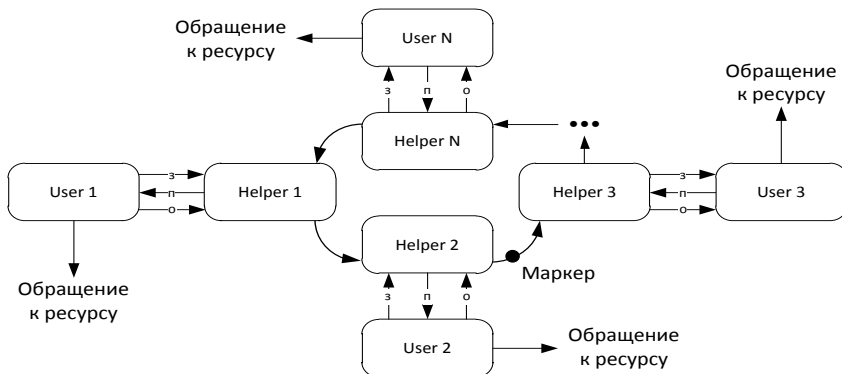 Обращение
к ресурсу
User N
з
п
о
Helper N
•••
Обращение
к ресурсу
User 1
з
п
о
Helper 1
Helper 3
з
п
о
User 3
Helper 2
Маркер
Обращение
к ресурсу
з
п
о
User 2
Обращение
к ресурсу